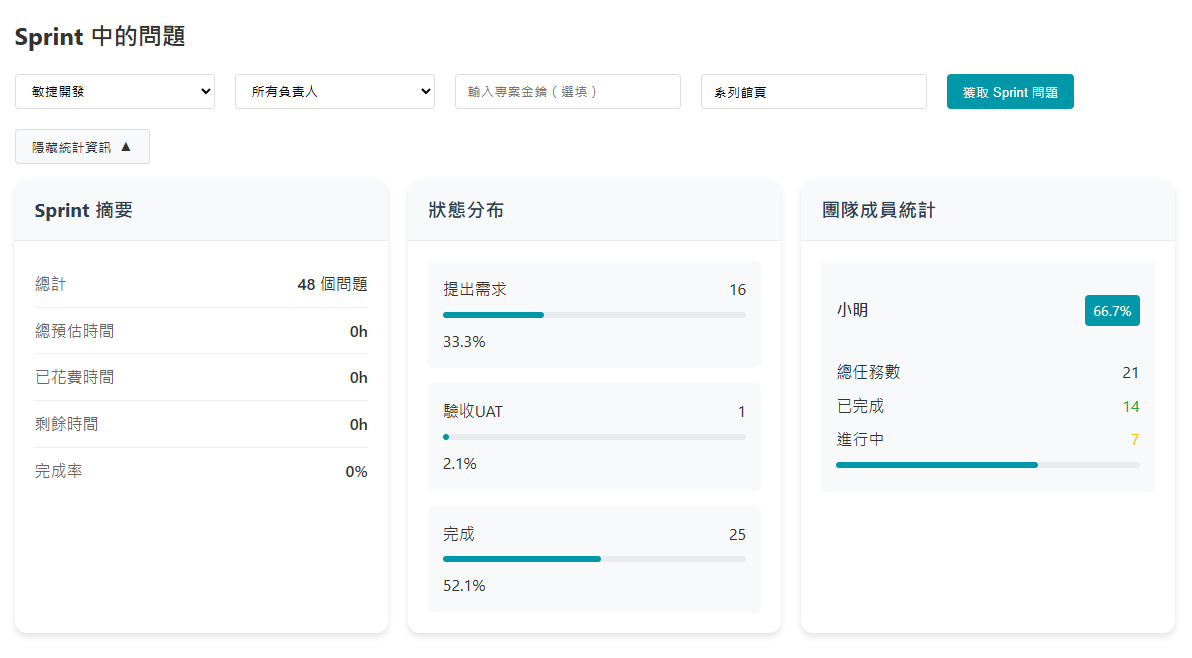 Sprint 中的問題
敏捷開發 所有負責人 輸入專案金鑰（選填） 系列館頁 獲取 Sprint 問題
隱藏統計資訊 ▲
Sprint 摘要
總計 48 個問題
總預估時間 0h
已花費時間 0h
剩餘時間 0h
完成率 0%
狀態分布
提出需求 16
33.3%
驗收UAT 1
2.1%
完成 25
52.1%
團隊成員統計
小明 66.7%
總任務數 21
已完成 14
進行中 7